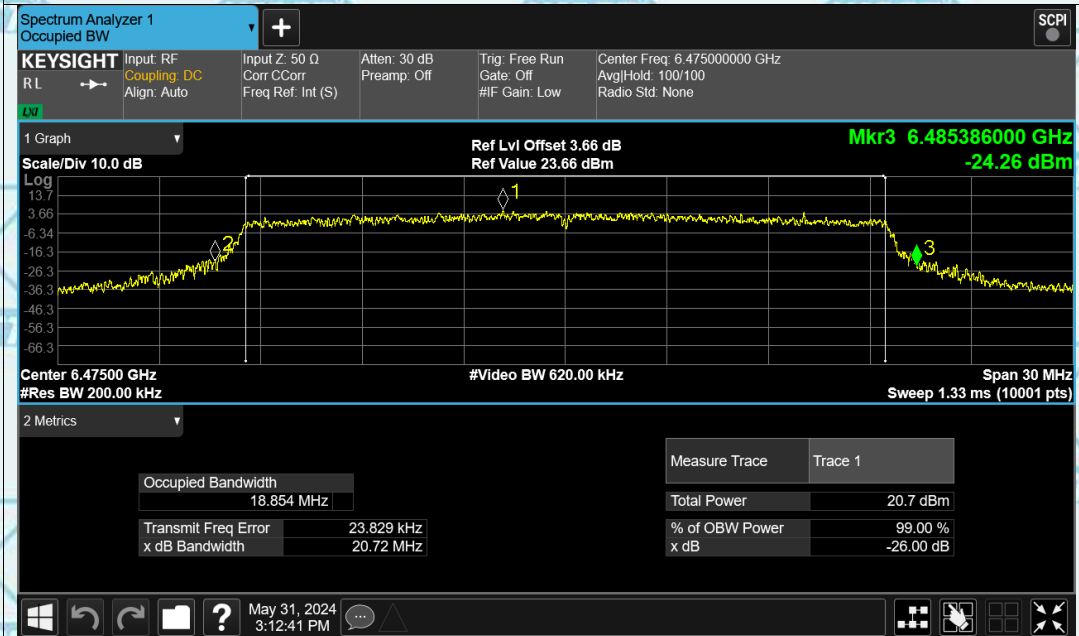 Spectrum Analyzer 1
Occupied BW
+
SCPI
KEYSIGHT
R L
LXI
Input: RF
Coupling: DC
Align: Auto
Input Z: 50 Ω
Corr CCorr
Freq Ref: Int (S)
Atten: 30 dB
Preamp: Off
Trig: Free Run
Gate: Off
#IF Gain: Low
Center Freq: 6.475000000 GHz
Avg|Hold: 100/100
Radio Std: None
1 Graph
Scale/Div 10.0 dB
Ref Lvl Offset 3.66 dB
Ref Value 23.66 dBm
Mkr3 6.485386000 GHz
-24.26 dBm
Log
13.7
3.66
-6.34
-16.3
-26.3
-36.3
-46.3
-56.3
-66.3
1
2
3
Center 6.47500 GHz
#Video BW 620.00 kHz
Span 30 MHz
#Res BW 200.00 kHz
Sweep 1.33 ms (10001 pts)
2 Metrics
Measure Trace
Trace 1
Occupied Bandwidth
18.854 MHz
Total Power
20.7 dBm
Transmit Freq Error
23.829 kHz
% of OBW Power
99.00 %
x dB Bandwidth
20.72 MHz
x dB
-26.00 dB
?
May 31, 2024
3:12:41 PM